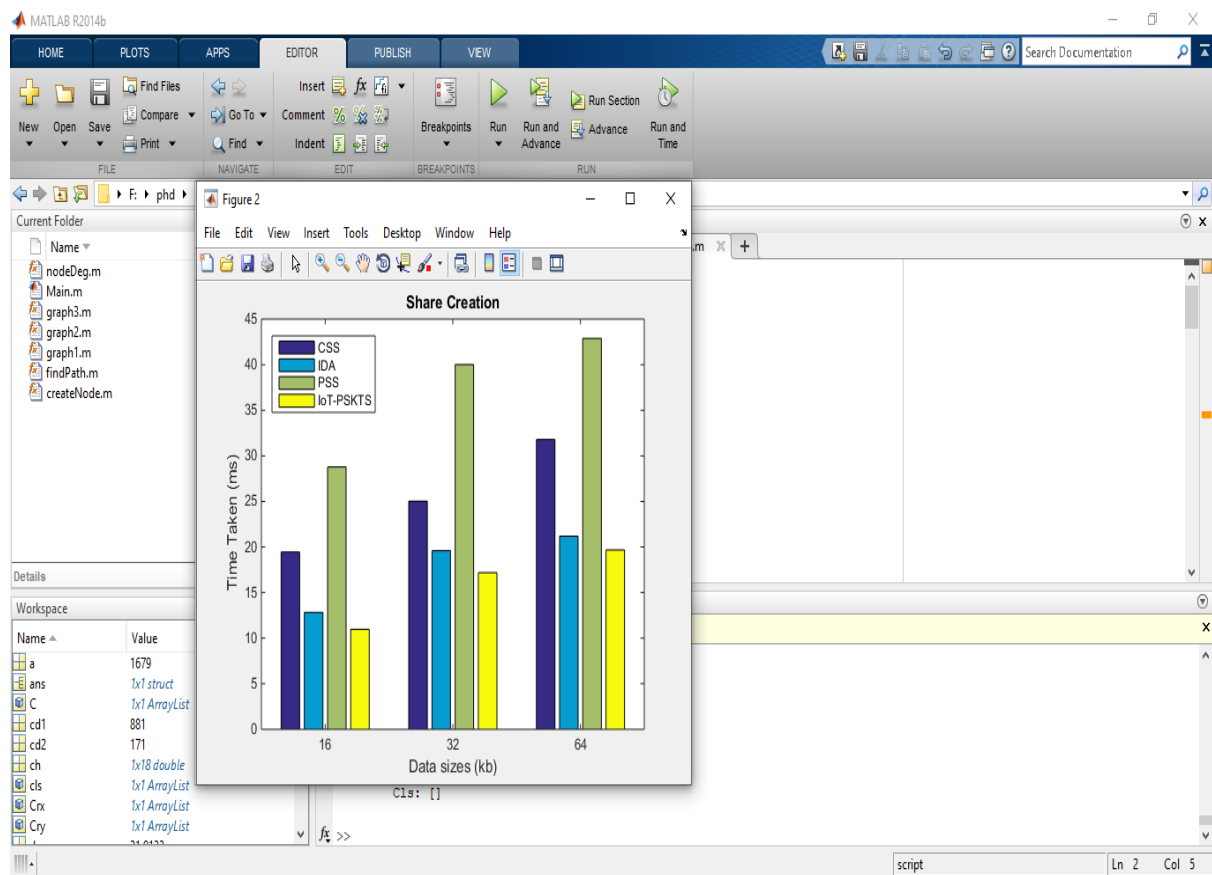 MATLAB R2014b
HOME PLOTS APPS EDITOR PUBLISH VIEW
Search Documentation
New Open Save
Find Files
Compare
Print
FILE
Go To
Find
NAVIGATE
Insert fx
Comment
Indent
EDIT
Breakpoints
BREAKPOINTS
Run
Run and Advance
Run Section
Advance
Run and Time
RUN
F: phd
Current Folder
Name
nodeDeg.m
Main.m
graph3.m
graph2.m
graph1.m
findPath.m
createNode.m
Details
Workspace
Name Value
a 1679
ans 1x1 struct
C 1x1 ArrayList
cd1 881
cd2 171
ch 1x18 double
cls 1x1 ArrayList
Crx 1x1 ArrayList
Cry 1x1 ArrayList
Figure 2
File Edit View Insert Tools Desktop Window Help
Share Creation
CSS
IDA
PSS
IoT-PSKTS
Time Taken (ms)
45
40
35
30
25
20
15
10
5
0
16 32 64
Data sizes (kb)
.m
Cls: []
fx >>
script Ln 2 Col 5